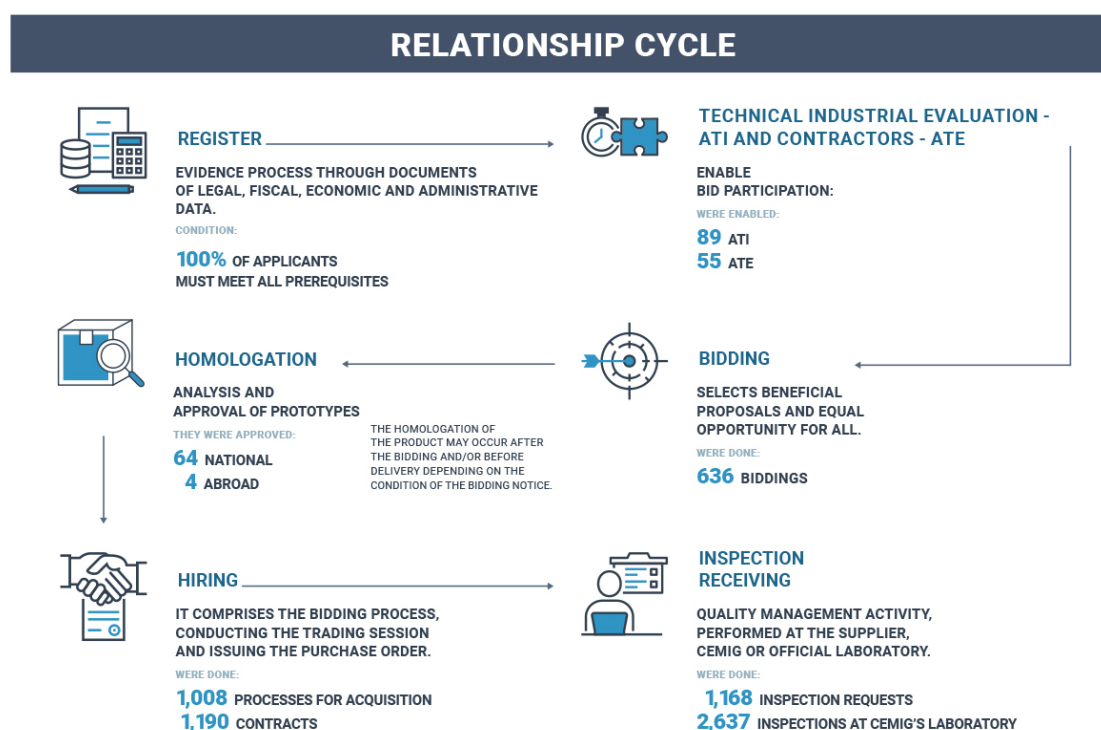 RELATIONSHIP CYCLE
REGISTER
EVIDENCE PROCESS THROUGH DOCUMENTS
OF LEGAL, FISCAL, ECONOMIC AND ADMINISTRATIVE
DATA.
CONDITION:
100% OF APPLICANTS
MUST MEET ALL PREREQUISITES
TECHNICAL INDUSTRIAL EVALUATION -
ATI AND CONTRACTORS - ATE
ENABLE
BID PARTICIPATION:
WERE ENABLED:
89 ATI
55 ATE
BIDDING
SELECTS BENEFICIAL
PROPOSALS AND EQUAL
OPPORTUNITY FOR ALL.
WERE DONE:
636 BIDDINGS
HOMOLOGATION
ANALYSIS AND
APPROVAL OF PROTOTYPES
THEY WERE APPROVED:
64 NATIONAL
4 ABROAD
THE HOMOLOGATION OF
THE PRODUCT MAY OCCUR AFTER
THE BIDDING AND/OR BEFORE
DELIVERY DEPENDING ON THE
CONDITION OF THE BIDDING NOTICE.
HIRING
IT COMPRISES THE BIDDING PROCESS,
CONDUCTING THE TRADING SESSION
AND ISSUING THE PURCHASE ORDER.
WERE DONE:
1,008 PROCESSES FOR ACQUISITION
1,190 CONTRACTS
INSPECTION
RECEIVING
QUALITY MANAGEMENT ACTIVITY,
PERFORMED AT THE SUPPLIER,
CEMIG OR OFFICIAL LABORATORY.
WERE DONE:
1,168 INSPECTION REQUESTS
2,637 INSPECTIONS AT CEMIG'S LABORATORY